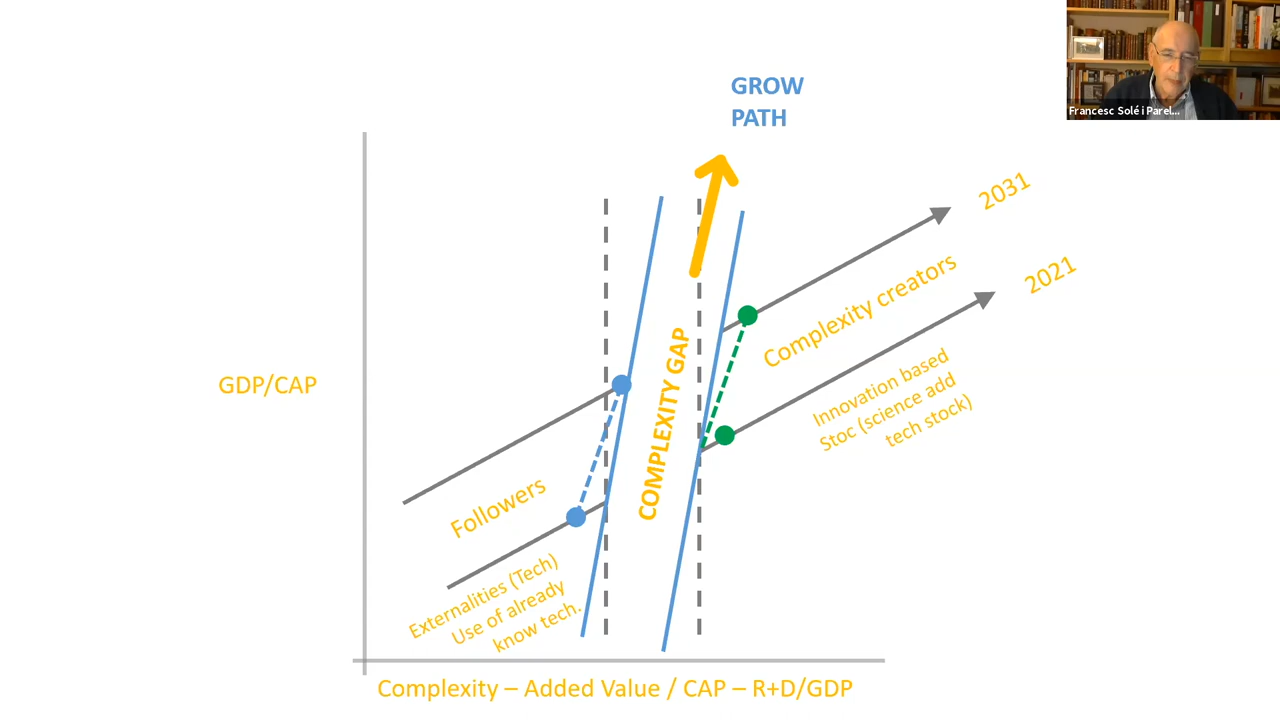 Francesc Solé i Parel...
GROW
PATH
2031
2021
Complexity creators
Innovation based
Stoc (science add
tech stock)
GDP/CAP
COMPLEXITY GAP
Followers
Externalities (Tech)
Use of already
know tech.
Complexity – Added Value / CAP – R+D/GDP